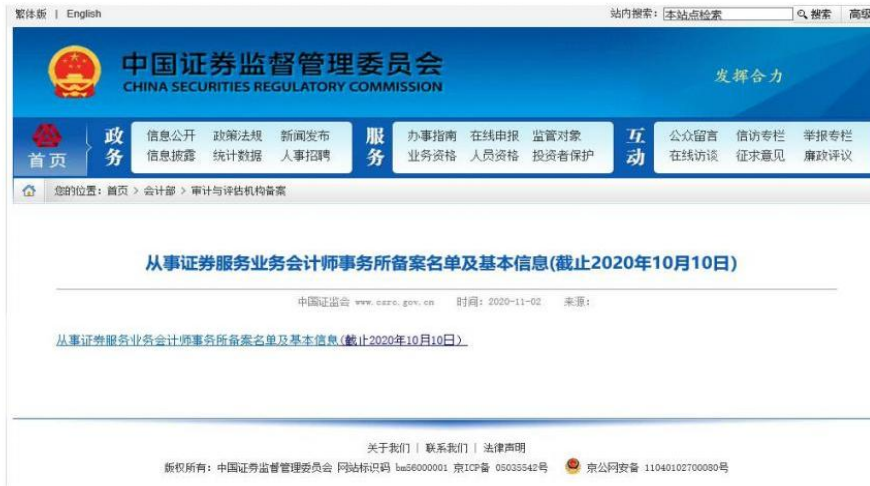 繁体版 | English 站内搜索: 本站点检索 搜索 高级
中国证券监督管理委员会
CHINA SECURITIES REGULATORY COMMISSION
发挥合力
首页
政务
信息公开 政策法规 新闻发布
信息披露 统计数据 人事招聘
服务
办事指南 在线申报 监管对象
业务资格 人员资格 投资者保护
互动
公众留言 信访专栏 举报专栏
在线访谈 征求意见 廉政评议
您的位置: 首页 > 会计部 > 审计与评估机构备案
从事证券服务业务会计师事务所备案名单及基本信息(截止2020年10月10日)
中国证监会 www.csrc.gov.cn 时间: 2020-11-02 来源:
从事证券服务业务会计师事务所备案名单及基本信息(截止2020年10月10日)
关于我们 | 联系我们 | 法律声明
版权所有: 中国证券监督管理委员会 网站标识码 bm56000001 京ICP备 05035542号 京公网安备 11040102700080号